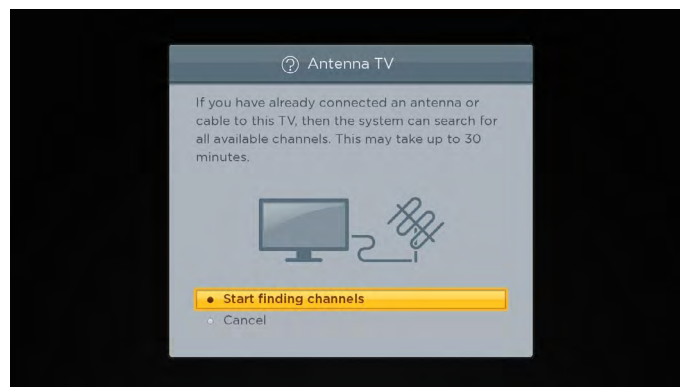 Antenna TV
If you have already connected an antenna or
cable to this TV, then the system can search for
all available channels. This may take up to 30
minutes.
Start finding channels
Cancel